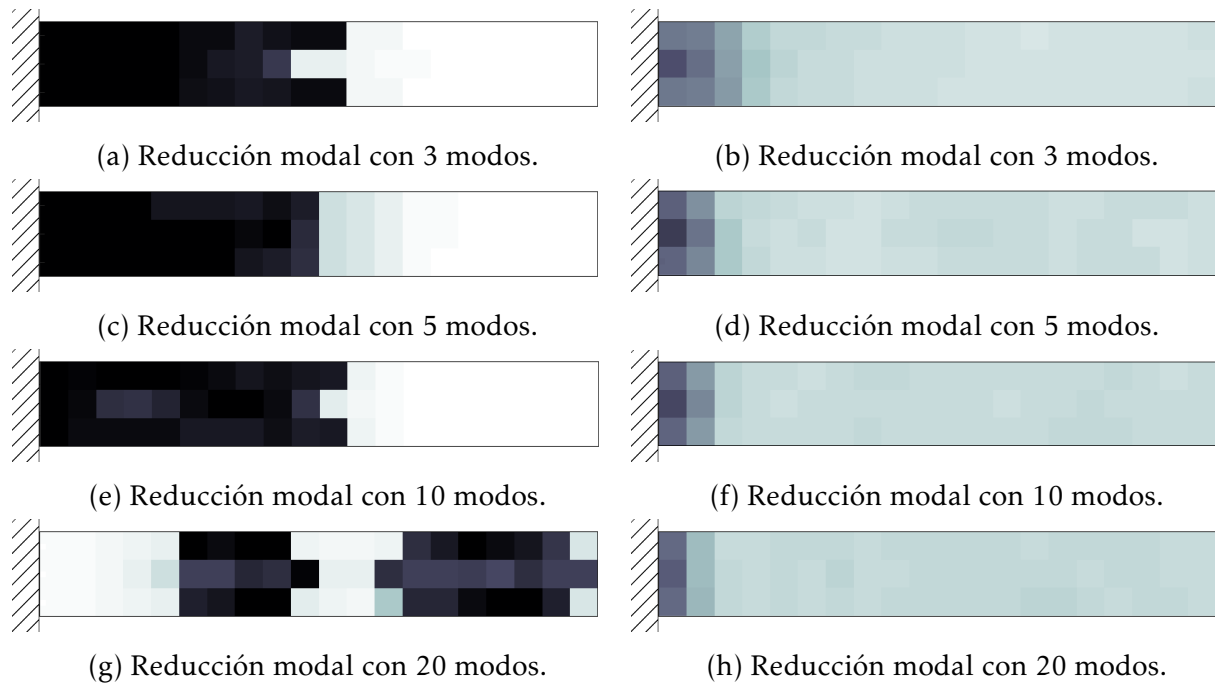 (a) Reducción modal con 3 modos.
(b) Reducción modal con 3 modos.
(c) Reducción modal con 5 modos.
(d) Reducción modal con 5 modos.
(e) Reducción modal con 10 modos.
(f) Reducción modal con 10 modos.
(g) Reducción modal con 20 modos.
(h) Reducción modal con 20 modos.